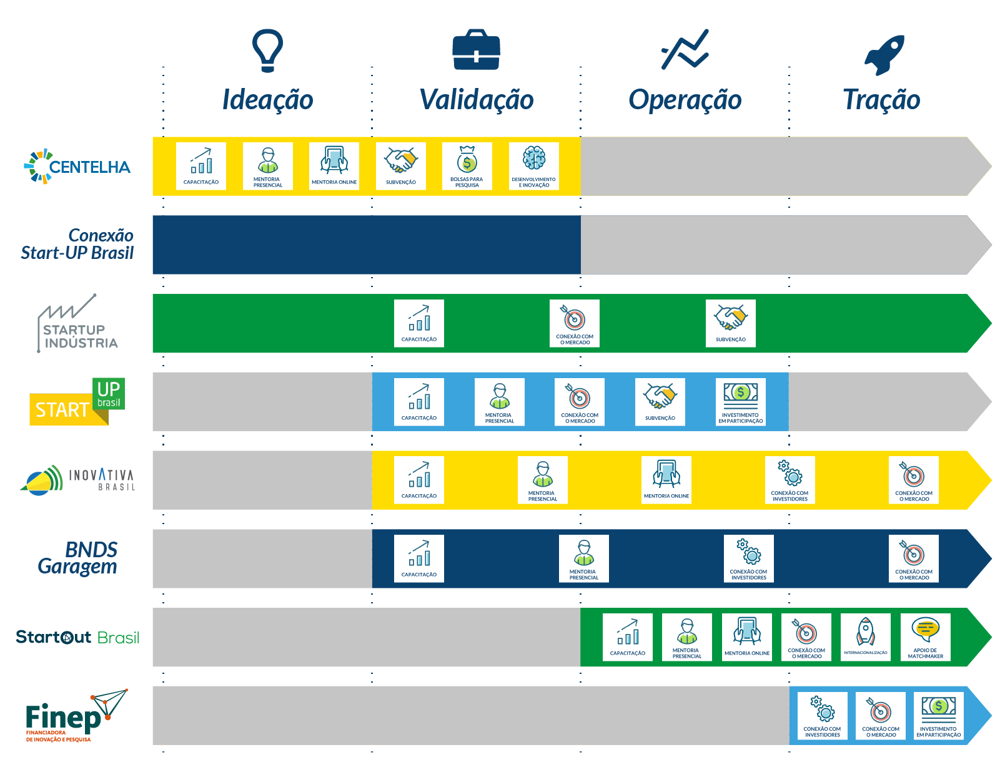 Ideação
Validação
Operação
Tração
CENTELHA
CAPACITAÇÃO
MENTORIA
PRESENCIAL
MENTORIA ONLINE
SUBVENÇÃO
BOLSAS PARA
PESQUISA
DESENVOLVIMENTO
E INOVAÇÃO
Conexão
Start-UP Brasil
STARTUP
INDÚSTRIA
CAPACITAÇÃO
CONEXÃO COM
O MERCADO
SUBVENÇÃO
START
UP
brasil
CAPACITAÇÃO
MENTORIA
PRESENCIAL
CONEXÃO COM
O MERCADO
SUBVENÇÃO
INVESTIMENTO
EM PARTICIPAÇÃO
INOVATIVA
BRASIL
CAPACITAÇÃO
MENTORIA
PRESENCIAL
MENTORIA ONLINE
CONEXÃO COM
INVESTIDORES
CONEXÃO COM
O MERCADO
BNDS
Garagem
CAPACITAÇÃO
MENTORIA
PRESENCIAL
CONEXÃO COM
INVESTIDORES
CONEXÃO COM
O MERCADO
StartOut Brasil
CAPACITAÇÃO
MENTORIA
PRESENCIAL
MENTORIA ONLINE
CONEXÃO COM
O MERCADO
INTERNACIONALIZAÇÃO
APOIO DE
MATCHMAKER
Finep
FINANCIADORA
DE INOVAÇÃO E PESQUISA
CONEXÃO COM
INVESTIDORES
CONEXÃO COM
O MERCADO
INVESTIMENTO
EM PARTICIPAÇÃO